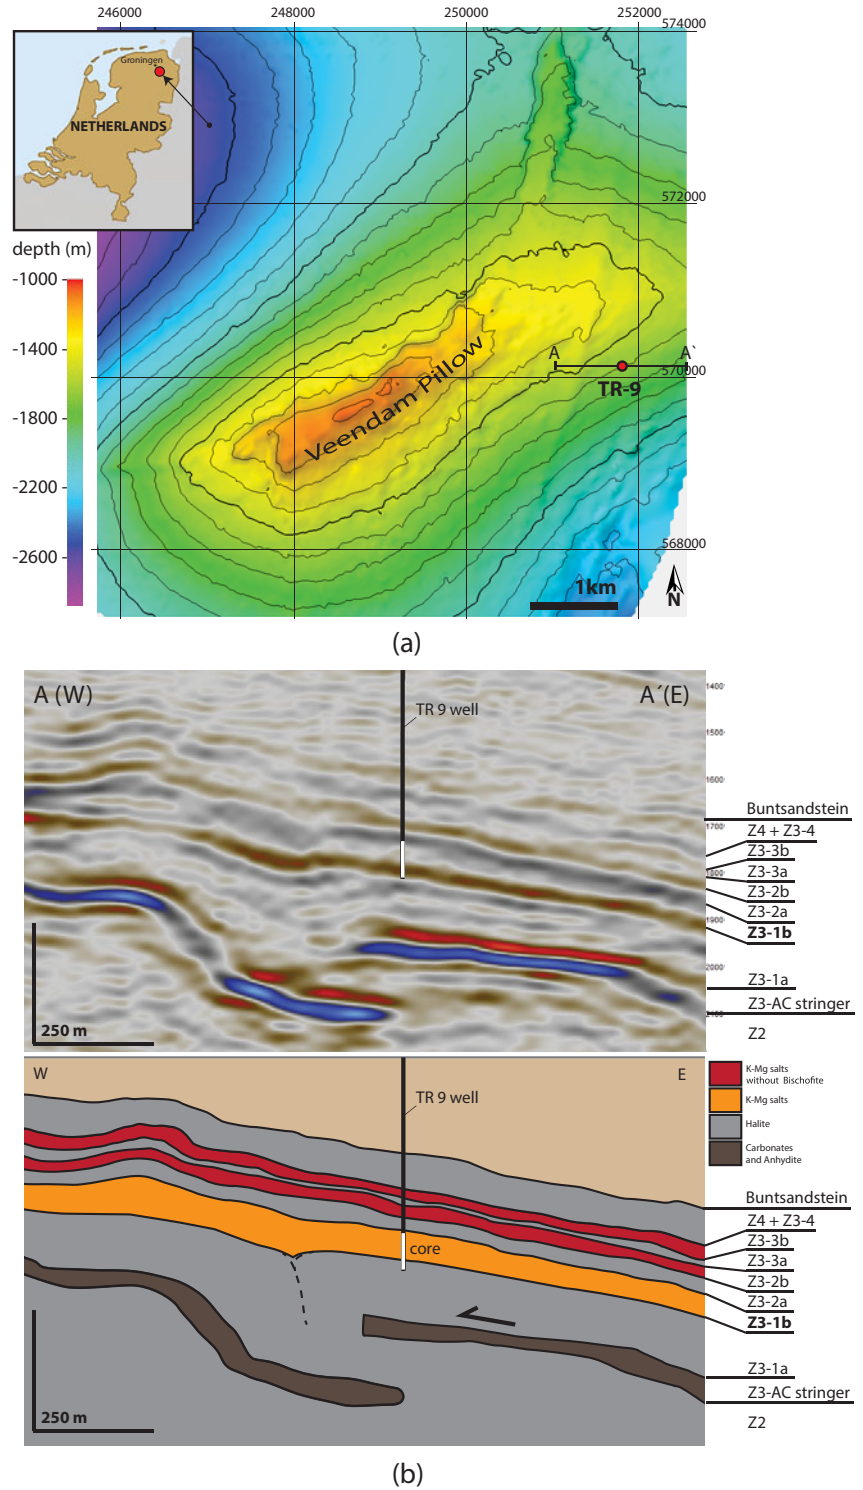 246000 248000 250000 252000
574000
Groningen
NETHERLANDS
572000
depth (m)
-1000
-1400
-1800
-2200
-2600
Veendam Pillow
A A`
570000
TR-9
568000
1km
N
(a)
A (W)
A´(E)
TR 9 well
1400
1500
1600
1700
1800
1900
2000
2100
Buntsandstein
Z4 + Z3-4
Z3-3b
Z3-3a
Z3-2b
Z3-2a
Z3-1b
Z3-1a
Z3-AC stringer
Z2
250 m
W
E
TR 9 well
core
K-Mg salts
without Bischofite
K-Mg salts
Halite
Carbonates
and Anhydite
Buntsandstein
Z4 + Z3-4
Z3-3b
Z3-3a
Z3-2b
Z3-2a
Z3-1b
Z3-1a
Z3-AC stringer
Z2
250 m
(b)